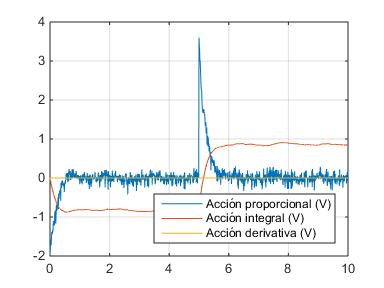 4
3
2
1
0
-1
-2
Acción proporcional (V)
Acción integral (V)
Acción derivativa (V)
0 2 4 6 8 10